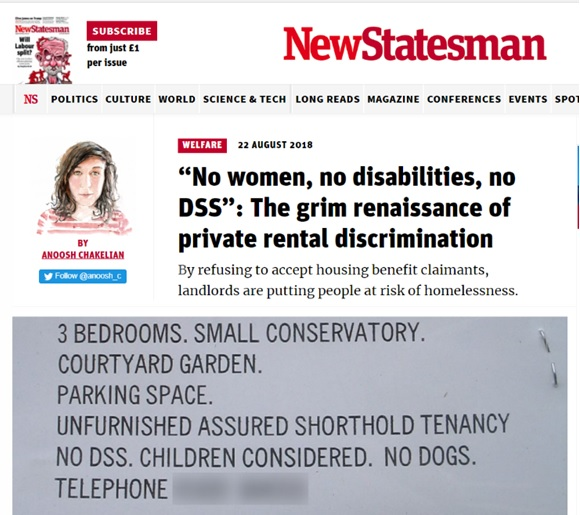 NewStatesman
Will
Labour
split?
SUBSCRIBE
from just £1
per issue
NewStatesman
NS POLITICS CULTURE WORLD SCIENCE & TECH LONG READS MAGAZINE CONFERENCES EVENTS SPOT
WELFARE 22 AUGUST 2018
“No women, no disabilities, no
DSS”: The grim renaissance of
private rental discrimination
By refusing to accept housing benefit claimants,
landlords are putting people at risk of homelessness.
BY
ANOOSH CHAKELIAN
Follow @anoosh_c
3 BEDROOMS. SMALL CONSERVATORY.
COURTYARD GARDEN.
PARKING SPACE.
UNFURNISHED ASSURED SHORTHOLD TENANCY
NO DSS. CHILDREN CONSIDERED. NO DOGS.
TELEPHONE